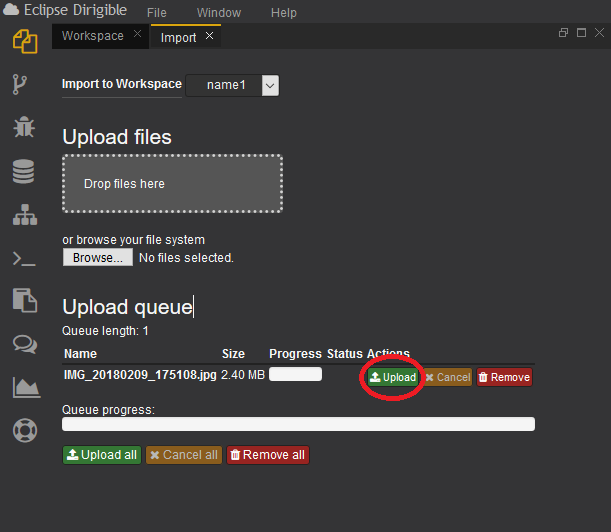 Eclipse Dirigible File Window Help
Workspace Import
Import to Workspace name1
Upload files
Drop files here
or browse your file system
Browse... No files selected.
Upload queue
Queue length: 1
Name Size Progress Status Actions
IMG_20180209_175108.jpg 2.40 MB Upload Cancel Remove
Queue progress:
Upload all Cancel all Remove all